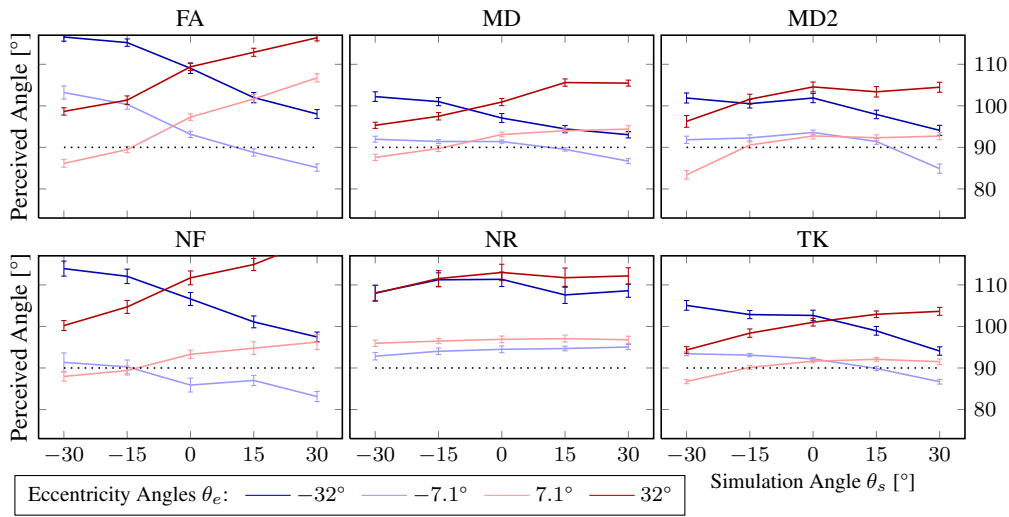 FA MD MD2
Perceived Angle [°]
110
100
90
80
NF NR TK
Perceived Angle [°]
110
100
90
80
−30 −15 0 15 30 −30 −15 0 15 30 −30 −15 0 15 30
Simulation Angle θs [°]
Eccentricity Angles θe: −32° −7.1° 7.1° 32°